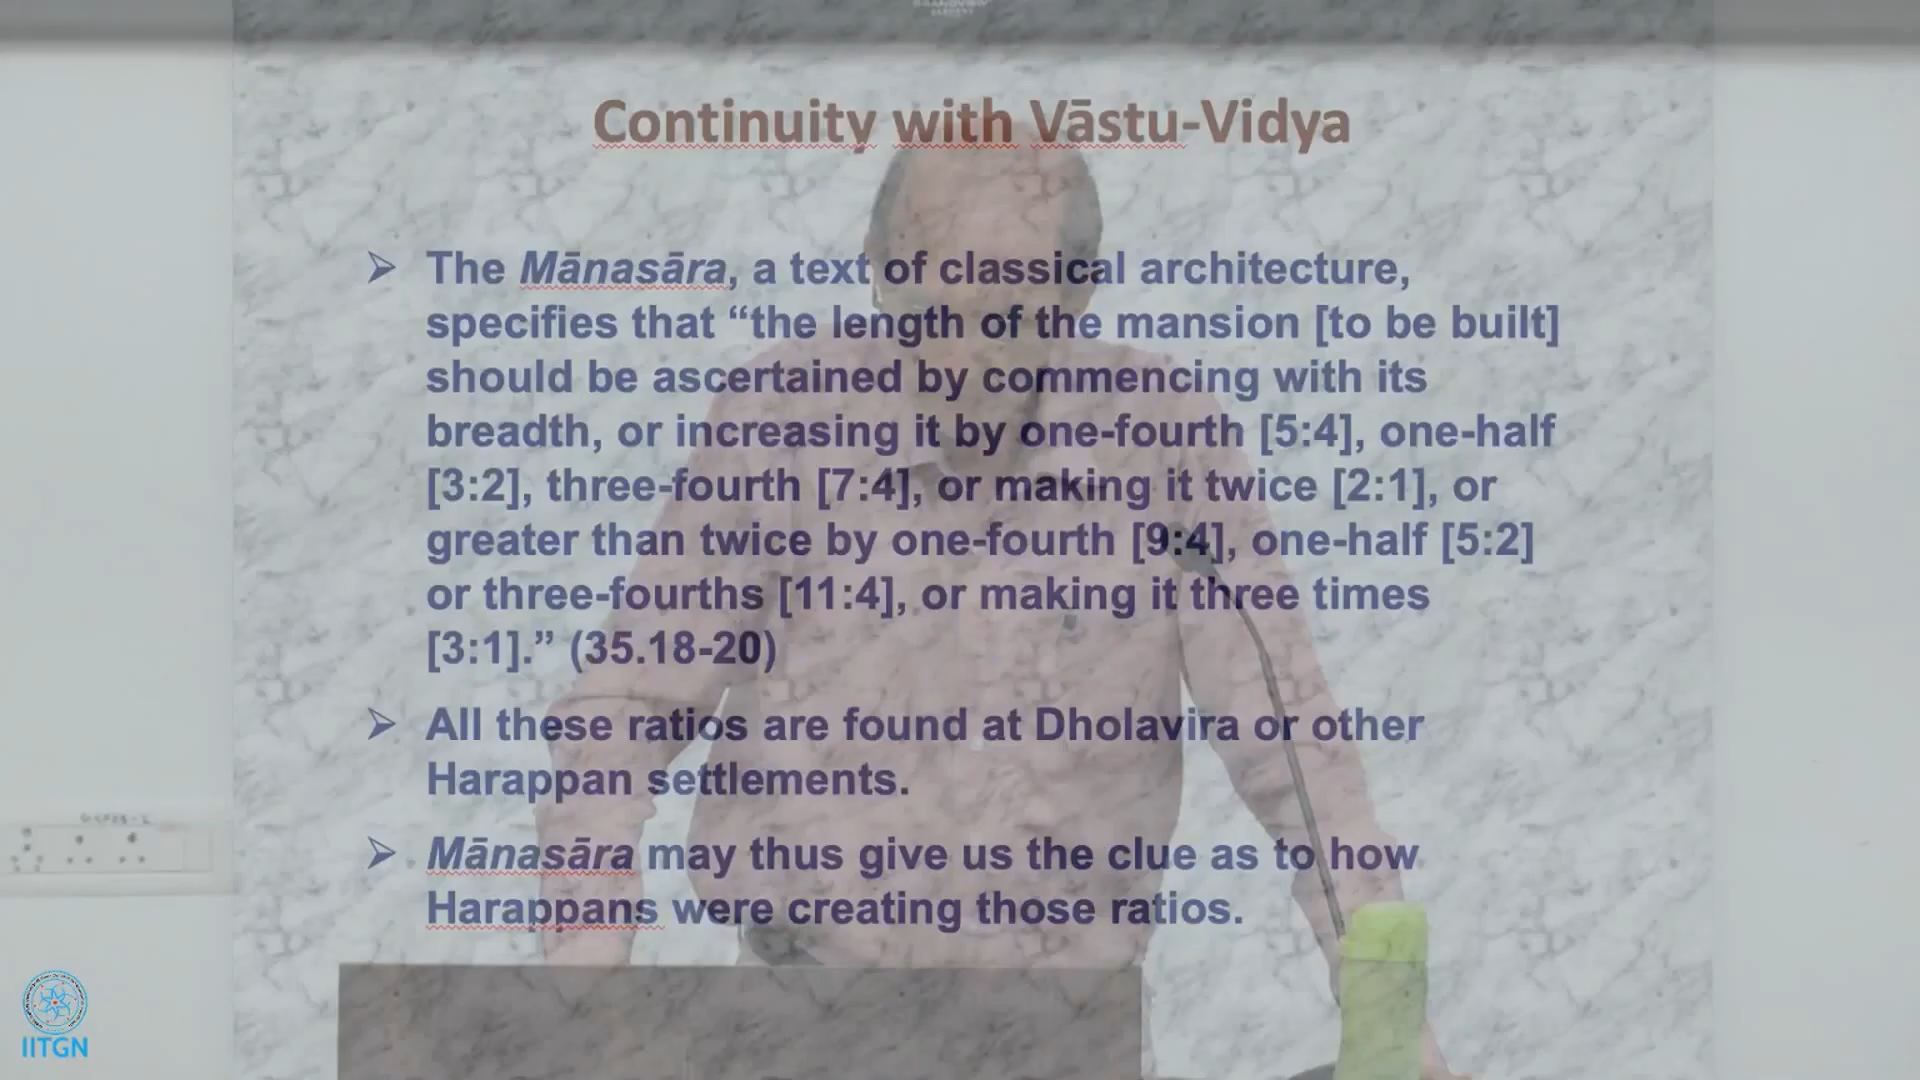 Continuity with Vāstu-Vidya
➢ The Mānasāra, a text of classical architecture,
specifies that “the length of the mansion [to be built]
should be ascertained by commencing with its
breadth, or increasing it by one-fourth [5:4], one-half
[3:2], three-fourth [7:4], or making it twice [2:1], or
greater than twice by one-fourth [9:4], one-half [5:2]
or three-fourths [11:4], or making it three times
[3:1].” (35.18-20)
➢ All these ratios are found at Dholavira or other
Harappan settlements.
➢ Mānasāra may thus give us the clue as to how
Harappans were creating those ratios.
IITGN